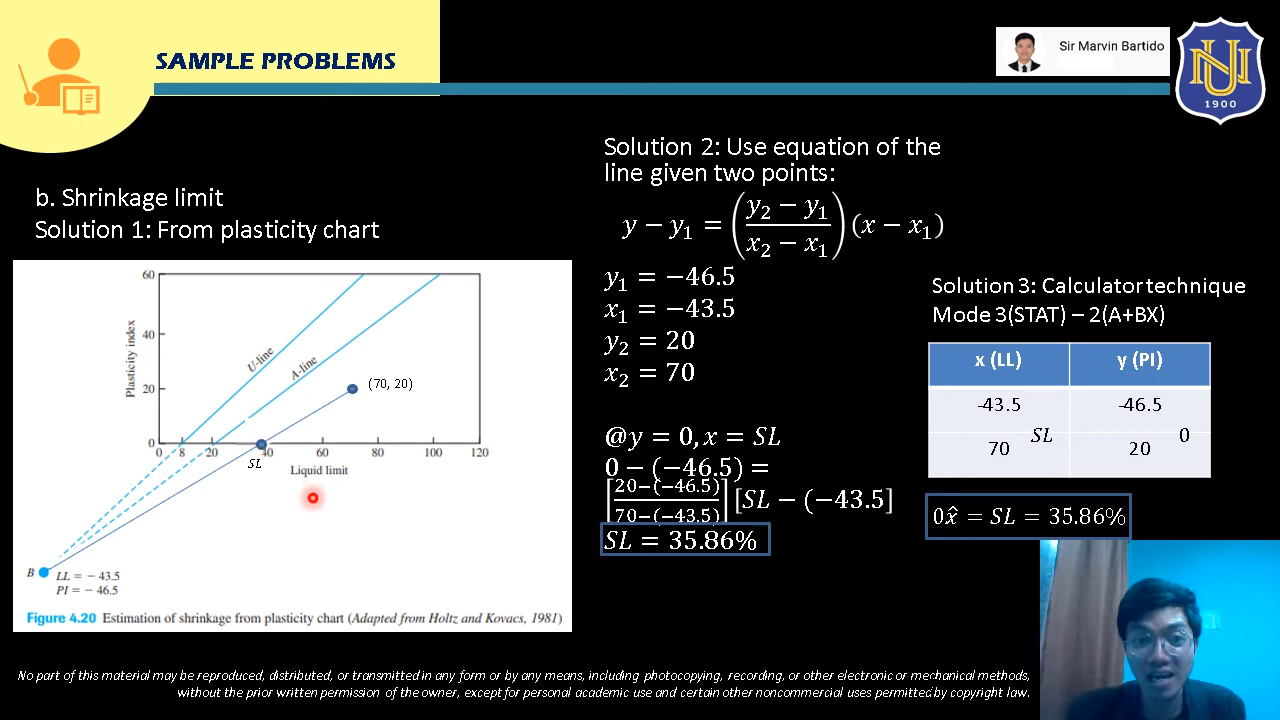 SAMPLE PROBLEMS
Sir Marvin Bartido
NU
1900
b. Shrinkage limit
Solution 1: From plasticity chart
60
40
20
0
Plasticity index
U-line
A-line
(70, 20)
0 8 20 40 60 80 100 120
SL
Liquid limit
B
LL = − 43.5
PI = − 46.5
Figure 4.20 Estimation of shrinkage from plasticity chart (Adapted from Holtz and Kovacs, 1981)
Solution 2: Use equation of the
line given two points:
y − y₁ = ((y₂ − y₁)/(x₂ − x₁)) (x − x₁)
y₁ = −46.5
x₁ = −43.5
y₂ = 20
x₂ = 70
@y = 0, x = SL
0 − (−46.5) =
[(20−(−46.5))/(70−(−43.5))] [SL − (−43.5]
SL = 35.86%
Solution 3: Calculator technique
Mode 3(STAT) – 2(A+BX)
x (LL) y (PI)
-43.5 -46.5
SL 0
70 20
0x̂ = SL = 35.86%
No part of this material may be reproduced, distributed, or transmitted in any form or by any means, including photocopying, recording, or other electronic or mechanical methods,
without the prior written permission of the owner, except for personal academic use and certain other noncommercial uses permitted by copyright law.